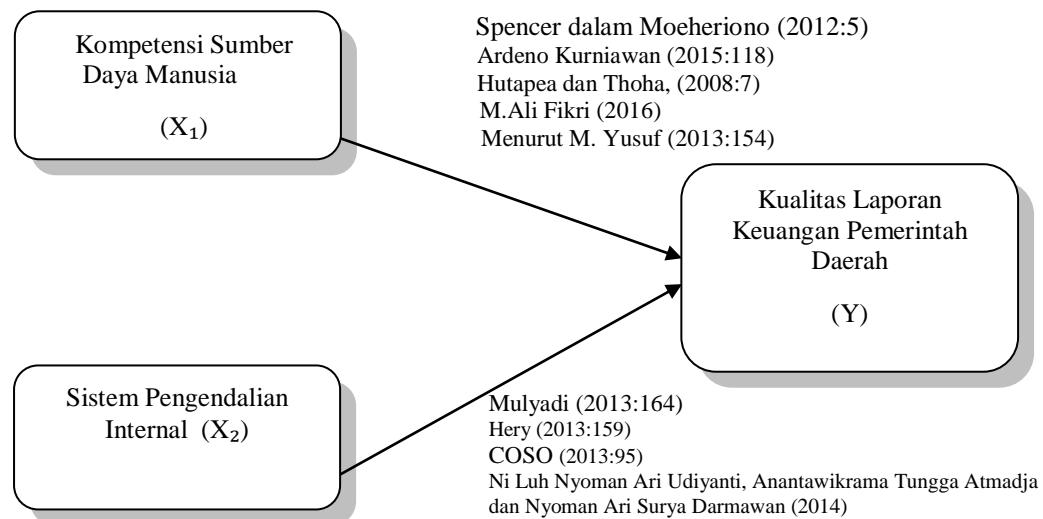 Kompetensi Sumber
Daya Manusia
(X₁)
Spencer dalam Moeheriono (2012:5)
Ardeno Kurniawan (2015:118)
Hutapea dan Thoha, (2008:7)
M.Ali Fikri (2016)
Menurut M. Yusuf (2013:154)
Kualitas Laporan
Keuangan Pemerintah
Daerah
(Y)
Sistem Pengendalian
Internal (X₂)
Mulyadi (2013:164)
Hery (2013:159)
COSO (2013:95)
Ni Luh Nyoman Ari Udiyanti, Anantawikrama Tungga Atmadja
dan Nyoman Ari Surya Darmawan (2014)